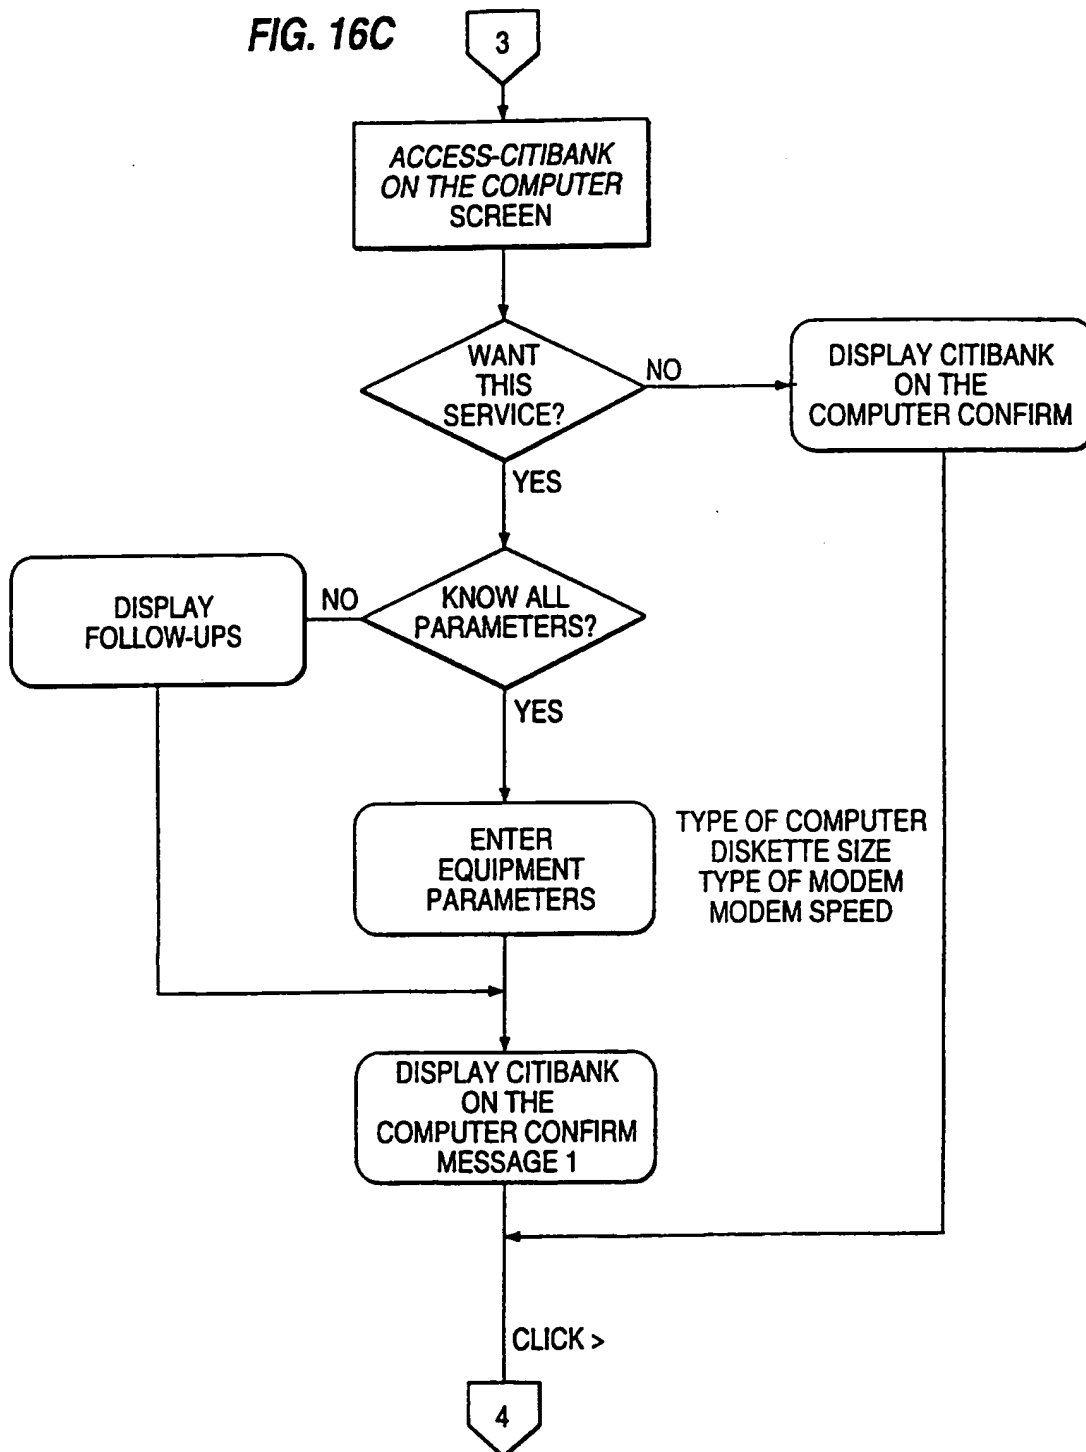 FIG. 16C
3
ACCESS-CITIBANK
ON THE COMPUTER
SCREEN
WANT
THIS
SERVICE?
NO
DISPLAY CITIBANK
ON THE
COMPUTER CONFIRM
YES
DISPLAY
FOLLOW-UPS
NO
KNOW ALL
PARAMETERS?
YES
ENTER
EQUIPMENT
PARAMETERS
TYPE OF COMPUTER
DISKETTE SIZE
TYPE OF MODEM
MODEM SPEED
DISPLAY CITIBANK
ON THE
COMPUTER CONFIRM
MESSAGE 1
CLICK >
4